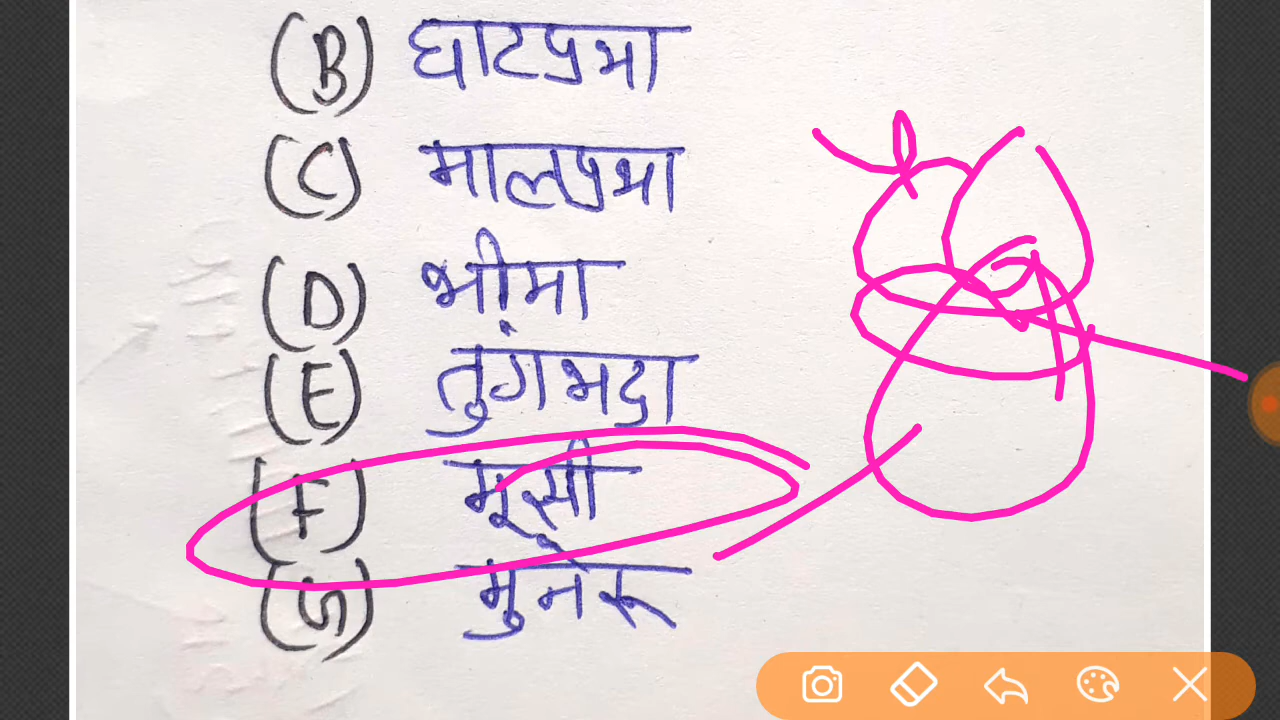 (B) घाटप्रभा
(C) मालप्रभा
(D) भीमा
(E) तुंगभद्रा
(F) मूसी
(G) मुनेरू